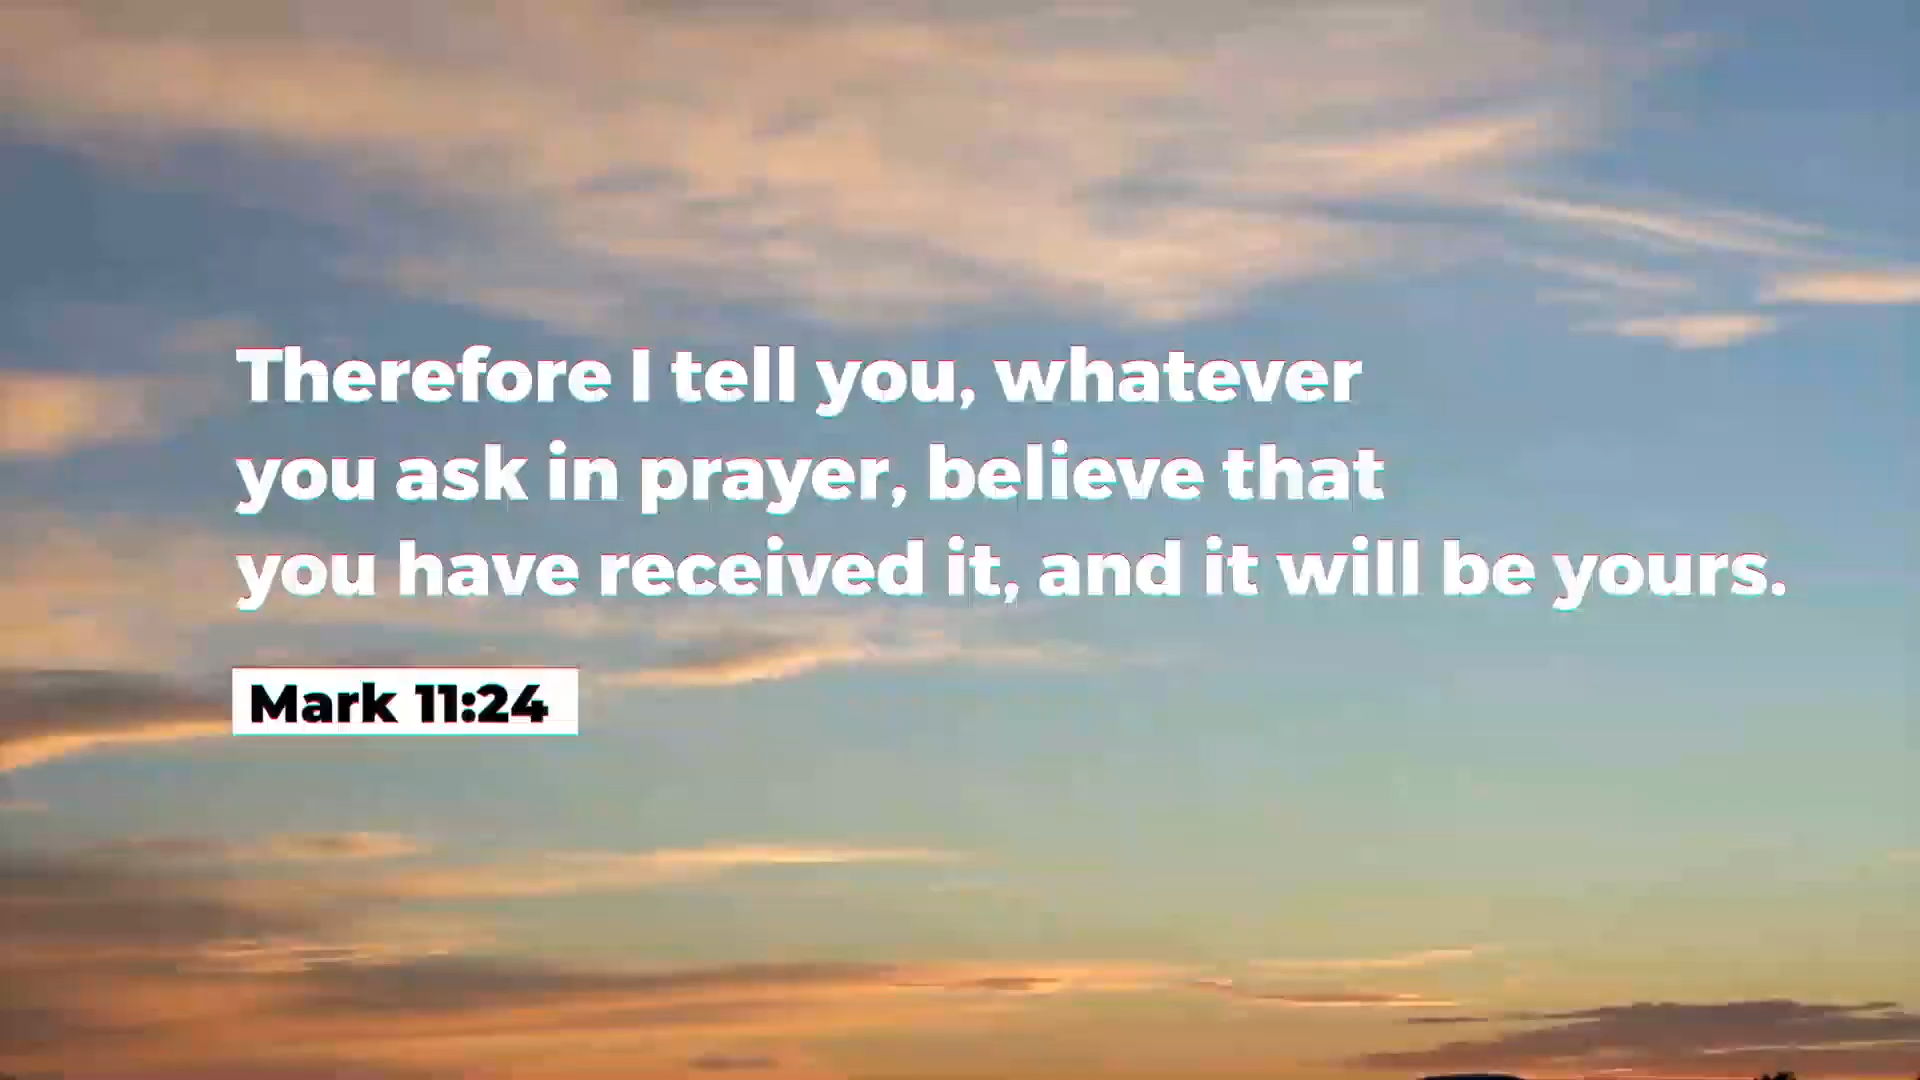 Therefore I tell you, whatever
you ask in prayer, believe that
you have received it, and it will be yours.
Mark 11:24